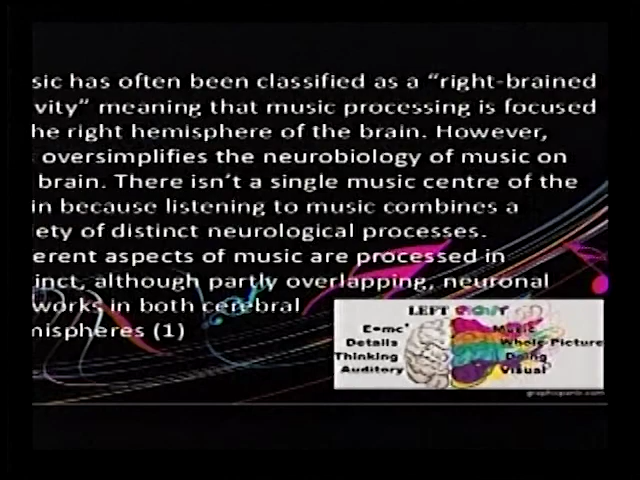 sic has often been classified as a “right-brained
vity” meaning that music processing is focused
he right hemisphere of the brain. However,
oversimplifies the neurobiology of music on
brain. There isn’t a single music centre of the
in because listening to music combines a
ety of distinct neurological processes.
erent aspects of music are processed in
inct, although partly overlapping, neuronal
works in both cerebral
mispheres (1)
LEFT RIGHT
E=mc²
Details
Thinking
Auditory
Music
Whole Picture
Doing
Visual